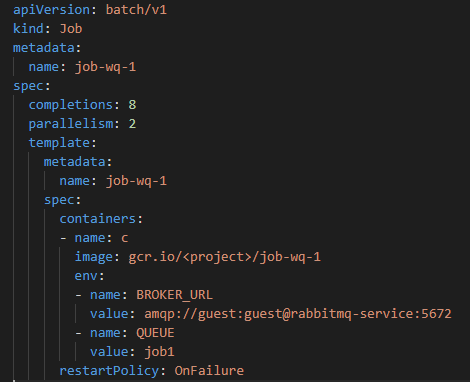 apiVersion: batch/v1
kind: Job
metadata:
  name: job-wq-1
spec:
  completions: 8
  parallelism: 2
  template:
    metadata:
      name: job-wq-1
    spec:
      containers:
      - name: c
        image: gcr.io/<project>/job-wq-1
        env:
        - name: BROKER_URL
          value: amqp://guest:guest@rabbitmq-service:5672
        - name: QUEUE
          value: job1
      restartPolicy: OnFailure